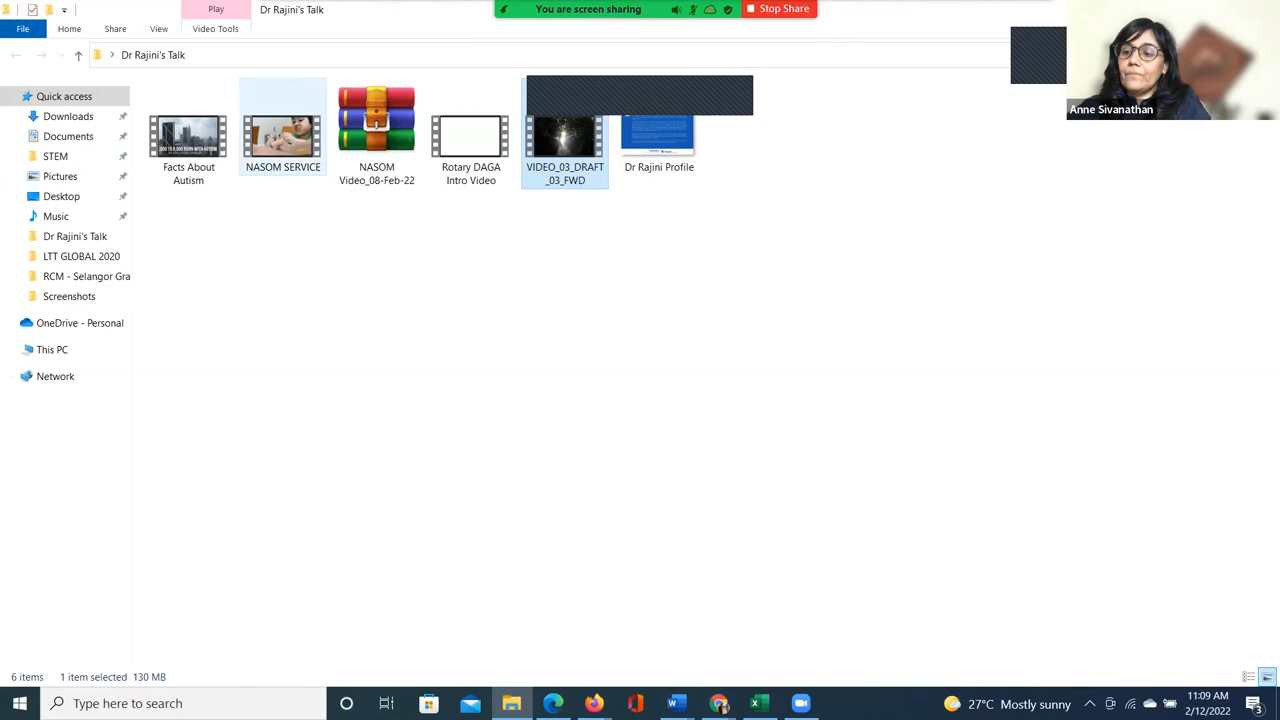 Play
Dr Rajini's Talk
You are screen sharing
Stop Share
File
Home
Share
View
Video Tools
Dr Rajini's Talk
Anne Sivanathan
Quick access
Downloads
Documents
STEM
Pictures
Desktop
Music
Dr Rajini's Talk
LTT GLOBAL 2020
RCM - Selangor Gra
Screenshots
OneDrive - Personal
This PC
Network
Facts About
Autism
NASOM SERVICE
NASOM
Video_08-Feb-22
Rotary DAGA
Intro Video
VIDEO_03_DRAFT
_03_FWD
Dr Rajini Profile
6 items
1 item selected
130 MB
Type here to search
27°C
Mostly sunny
11:09 AM
2/12/2022
3